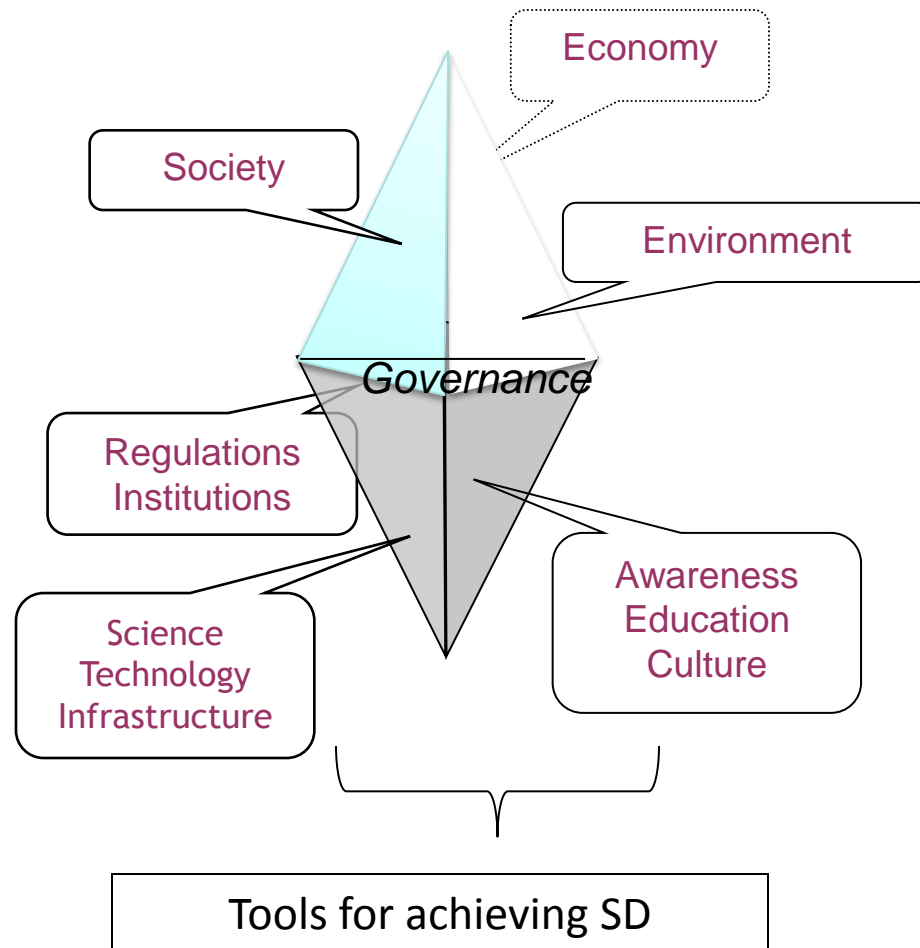 Economy
Society
Environment
Governance
Regulations
Institutions
Awareness
Education
Culture
Science
Technology
Infrastructure
Tools for achieving SD